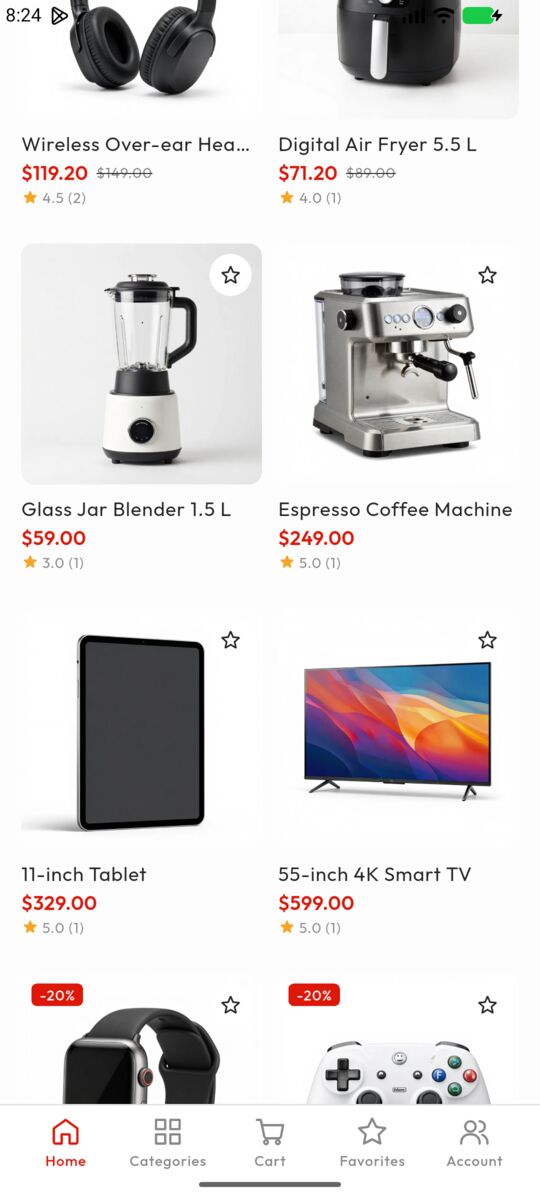 8:24
Wireless Over-ear Hea...
Digital Air Fryer 5.5 L
$119.20 $149.00
$71.20 $89.00
4.5 (2)
4.0 (1)
Glass Jar Blender 1.5 L
Espresso Coffee Machine
$59.00
$249.00
3.0 (1)
5.0 (1)
11-inch Tablet
55-inch 4K Smart TV
$329.00
$599.00
5.0 (1)
5.0 (1)
-20%
-20%
Home
Categories
Cart
Favorites
Account